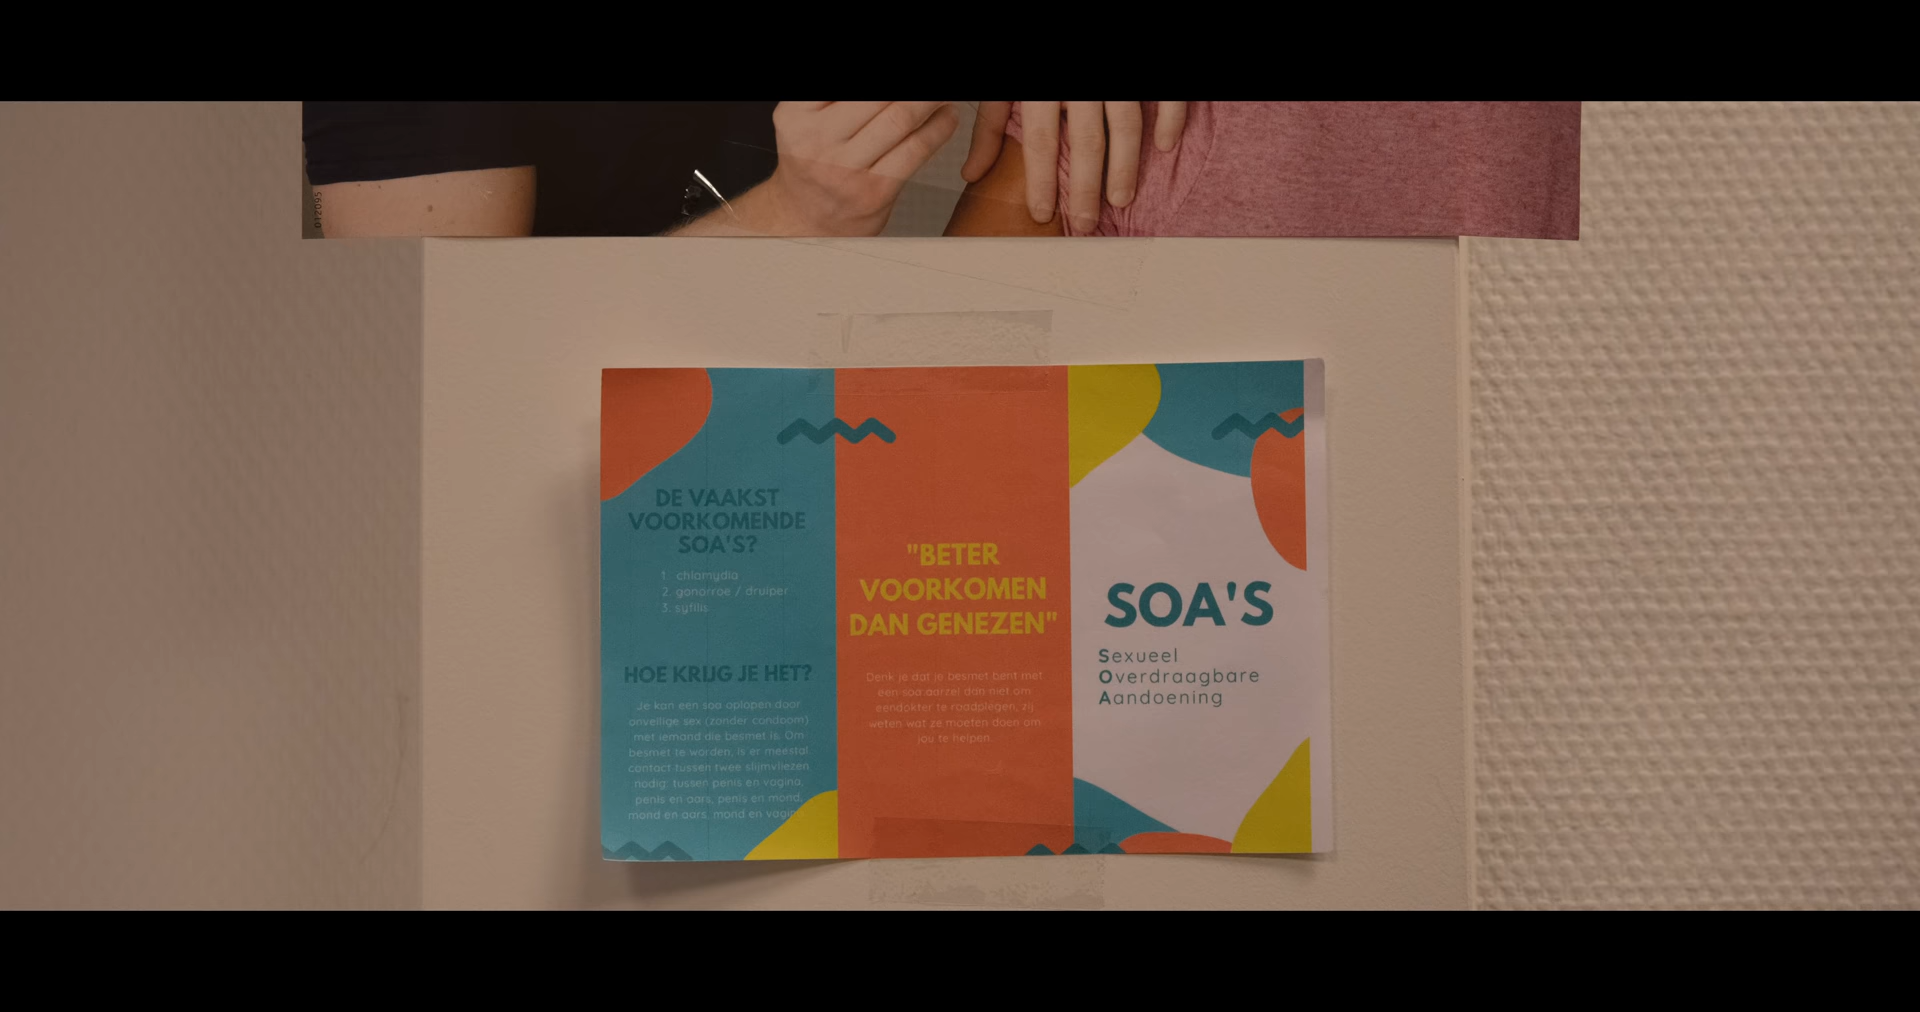 012095
DE VAAKST
VOORKOMENDE
SOA'S?
1. chlamydia
2. gonorroe / druiper
3. syfilis
HOE KRIJG JE HET?
Je kan een soa oplopen door
onveilige sex (zonder condoom)
met iemand die besmet is. Om
besmet te worden, is er meestal
contact tussen twee slijmvliezen
nodig: tussen penis en vagina,
penis en aars, penis en mond,
mond en aars, mond en vagina.
"BETER
VOORKOMEN
DAN GENEZEN"
Denk je dat je besmet bent met
een soa aarzel dan niet om
eendokter te raadplegen, zij
weten wat ze moeten doen om
jou te helpen.
SOA'S
Sexueel
Overdraagbare
Aandoening